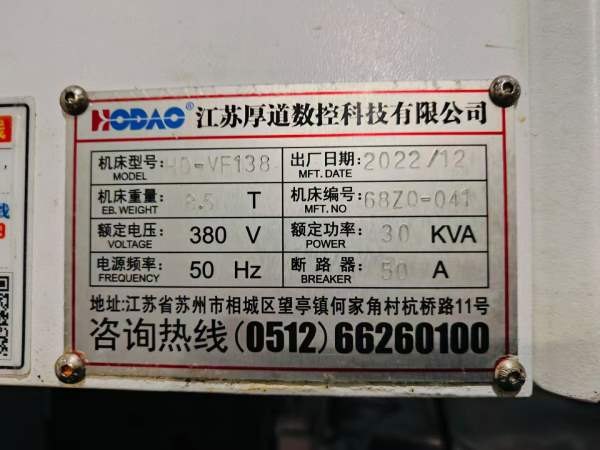 HODAO® 江苏厚道数控科技有限公司
机床型号: HD-VF138 出厂日期: 2022/12
MODEL MFT. DATE
机床重量: T 机床编号: 68Z0-041
EB. WEIGHT MFT. NO
额定电压: 380 V 额定功率: 30 KVA
VOLTAGE POWER
电源频率: 50 Hz 断路器: 50 A
FREQUENCY BREAKER
地址:江苏省苏州市相城区望亭镇何家角村杭桥路11号
咨询热线(0512)66260100